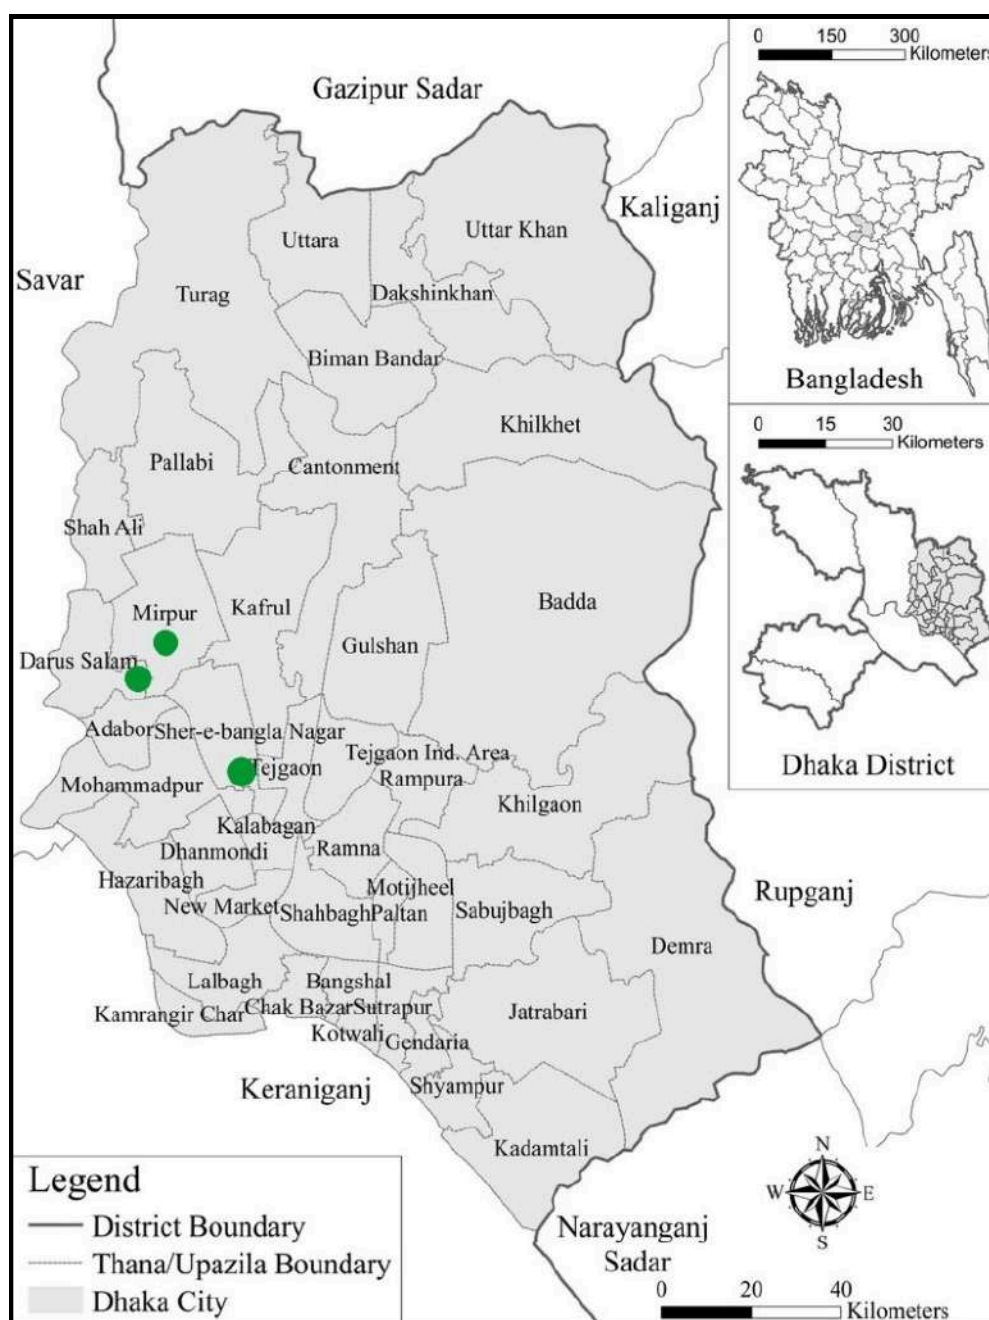 0 150 300
Kilometers
Gazipur Sadar
Kaliganj
Uttara
Uttar Khan
Savar
Turag
Dakshinkhan
Biman Bandar
Bangladesh
0 15 30
Kilometers
Khilkhet
Pallabi
Cantonment
Shah Ali
Mirpur
Kafrul
Badda
Gulshan
Darus Salam
Adabor
Sher-e-bangla Nagar
Tejgaon Ind. Area
Tejgaon
Rampura
Dhaka District
Mohammadpur
Khilgaon
Kalabagan
Dhanmondi
Ramna
Hazaribagh
Motijheel
Rupganj
New Market
Shahbagh
Paltan
Sabujbagh
Demra
Lalbagh
Bangshal
Kamrangir Char
Chak Bazar
Sutrapur
Jatrabari
Kotwali
Gendaria
Keraniganj
Shyampur
Kadamtali
N
W E
S
Legend
District Boundary
Thana/Upazila Boundary
Dhaka City
Narayanganj
Sadar
0 20 40
Kilometers